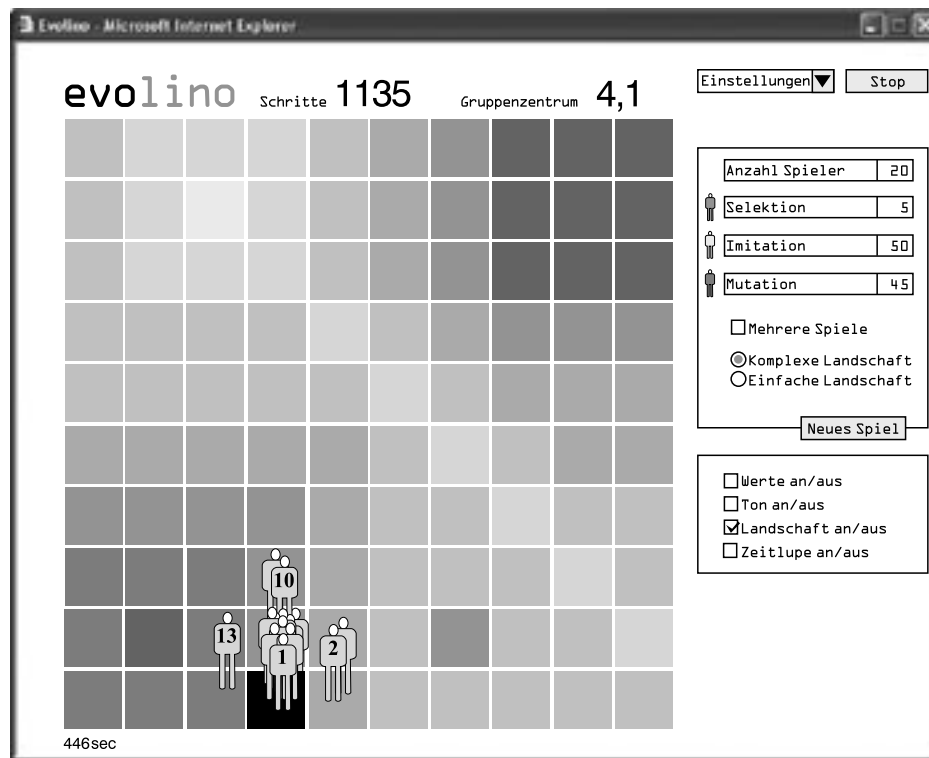 Evolino - Microsoft Internet Explorer
evolino Schritte 1135 Gruppenzentrum 4,1
Einstellungen Stop
Anzahl Spieler 20
Selektion 5
Imitation 50
Mutation 45
Mehrere Spiele
Komplexe Landschaft
Einfache Landschaft
Neues Spiel
Werte an/aus
Ton an/aus
Landschaft an/aus
Zeitlupe an/aus
10
13
1
2
446sec